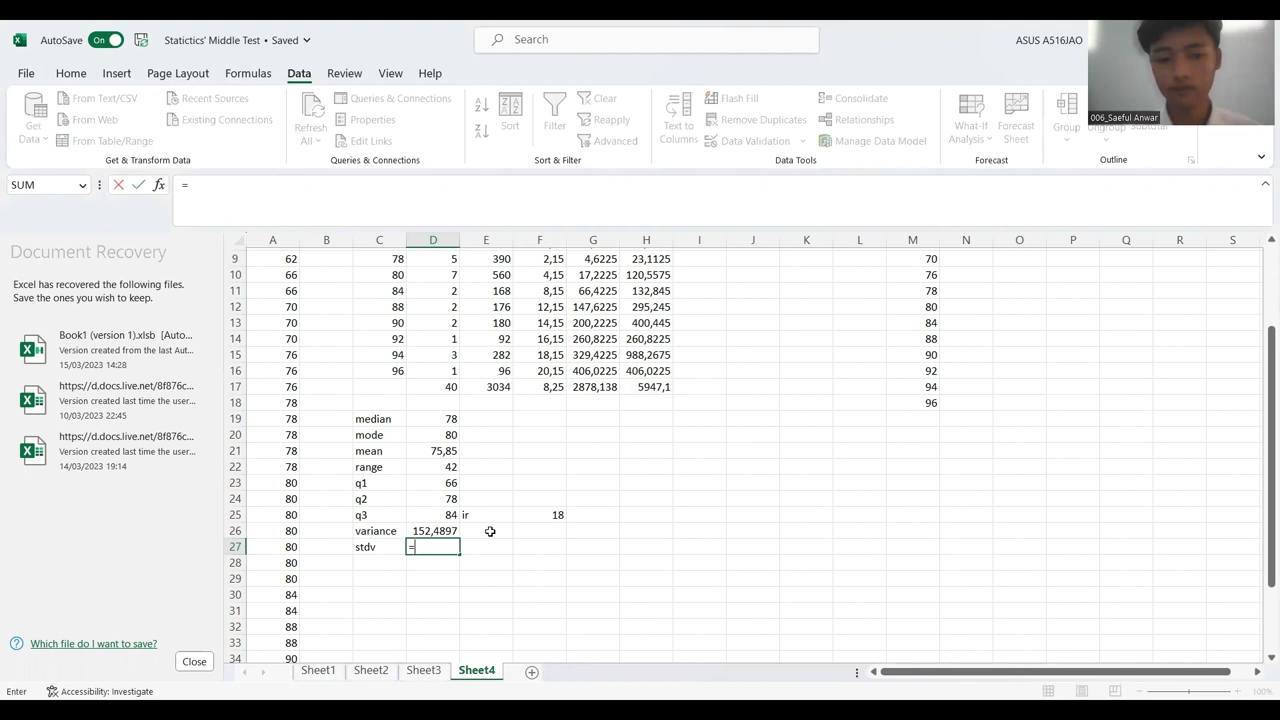 AutoSave On Statictics' Middle Test • Saved Search ASUS A516JAO
File Home Insert Page Layout Formulas Data Review View Help
006_Saeful Anwar
Get Data
From Text/CSV
From Web
From Table/Range
Recent Sources
Existing Connections
Get & Transform Data
Refresh All
Queries & Connections
Properties
Edit Links
Queries & Connections
Sort
Filter
Clear
Reapply
Advanced
Sort & Filter
Text to Columns
Flash Fill
Remove Duplicates
Data Validation
Consolidate
Relationships
Manage Data Model
Data Tools
What-If Analysis
Forecast Sheet
Forecast
Group
Outline
SUM fx =
Document Recovery
Excel has recovered the following files.
Save the ones you wish to keep.
Book1 (version 1).xlsb [Auto...
Version created from the last Aut...
15/03/2023 14:28
https://d.docs.live.net/8f876c...
Version created last time the user...
10/03/2023 22:45
https://d.docs.live.net/8f876c...
Version created last time the user...
14/03/2023 19:14
Which file do I want to save?
Close
A B C D E F G H I J K L M N O P Q R S
9 62 78 5 390 2,15 4,6225 23,1125 70
10 66 80 7 560 4,15 17,2225 120,5575 76
11 66 84 2 168 8,15 66,4225 132,845 78
12 70 88 2 176 12,15 147,6225 295,245 80
13 70 90 2 180 14,15 200,2225 400,445 84
14 70 92 1 92 16,15 260,8225 260,8225 88
15 76 94 3 282 18,15 329,4225 988,2675 90
16 76 96 1 96 20,15 406,0225 406,0225 92
17 76 40 3034 8,25 2878,138 5947,1 94
18 78 96
19 78 median 78
20 78 mode 80
21 78 mean 75,85
22 78 range 42
23 80 q1 66
24 80 q2 78
25 80 q3 84 ir 18
26 80 variance 152,4897
27 80 stdv =
28 80
29 80
30 84
31 84
32 88
33 88
34 90
Sheet1 Sheet2 Sheet3 Sheet4
Enter Accessibility: Investigate 100%